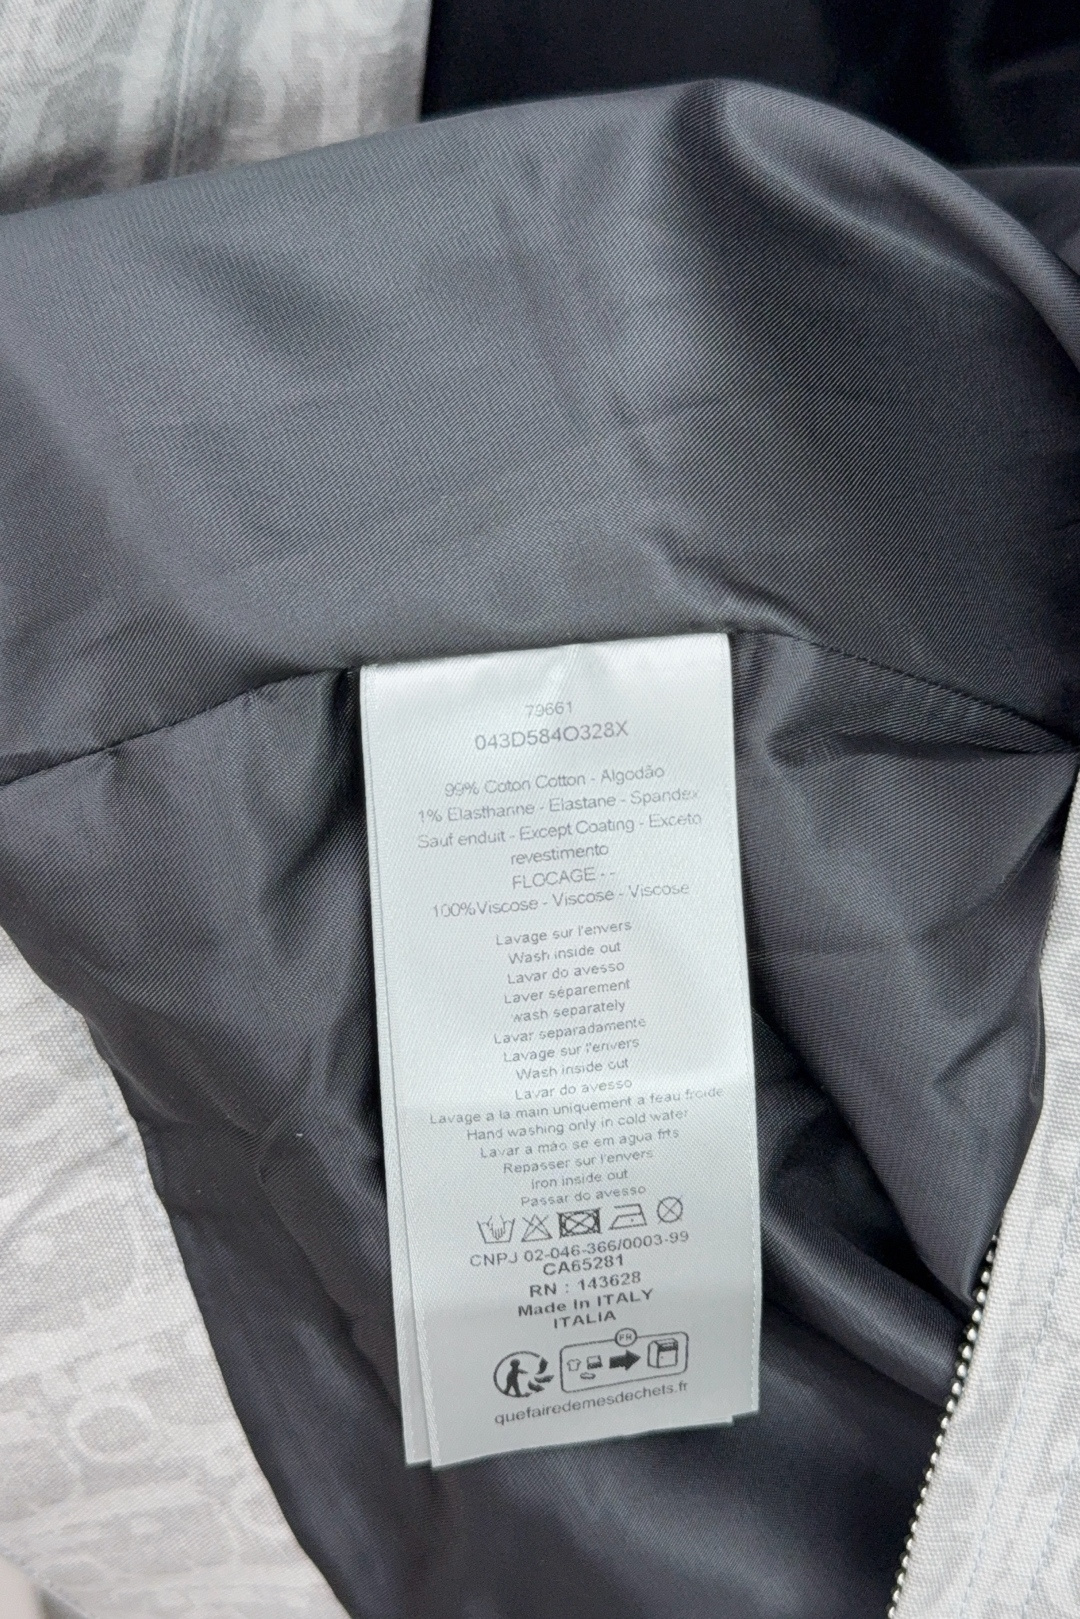 79661
043D584O328X
99% Coton Cotton - Algodão
1% Elasthanne - Elastane - Spandex
Sauf enduit - Except Coating - Exceto
revestimento
FLOCAGE - -
100%Viscose - Viscose - Viscose
Lavage sur l'envers
Wash inside out
Lavar do avesso
Laver séparement
wash separately
Lavar separadamente
Lavage sur l'envers
Wash inside out
Lavar do avesso
Lavage a la main uniquement a feau froide
Hand washing only in cold water
Lavar a mão se em agua frts
Repasser sur l'envers
Iron inside out
Passar do avesso
CNPJ 02-046-366/0003-99
CA65281
RN : 143628
Made In ITALY
ITALIA
FR
quefairedemesdechets.fr